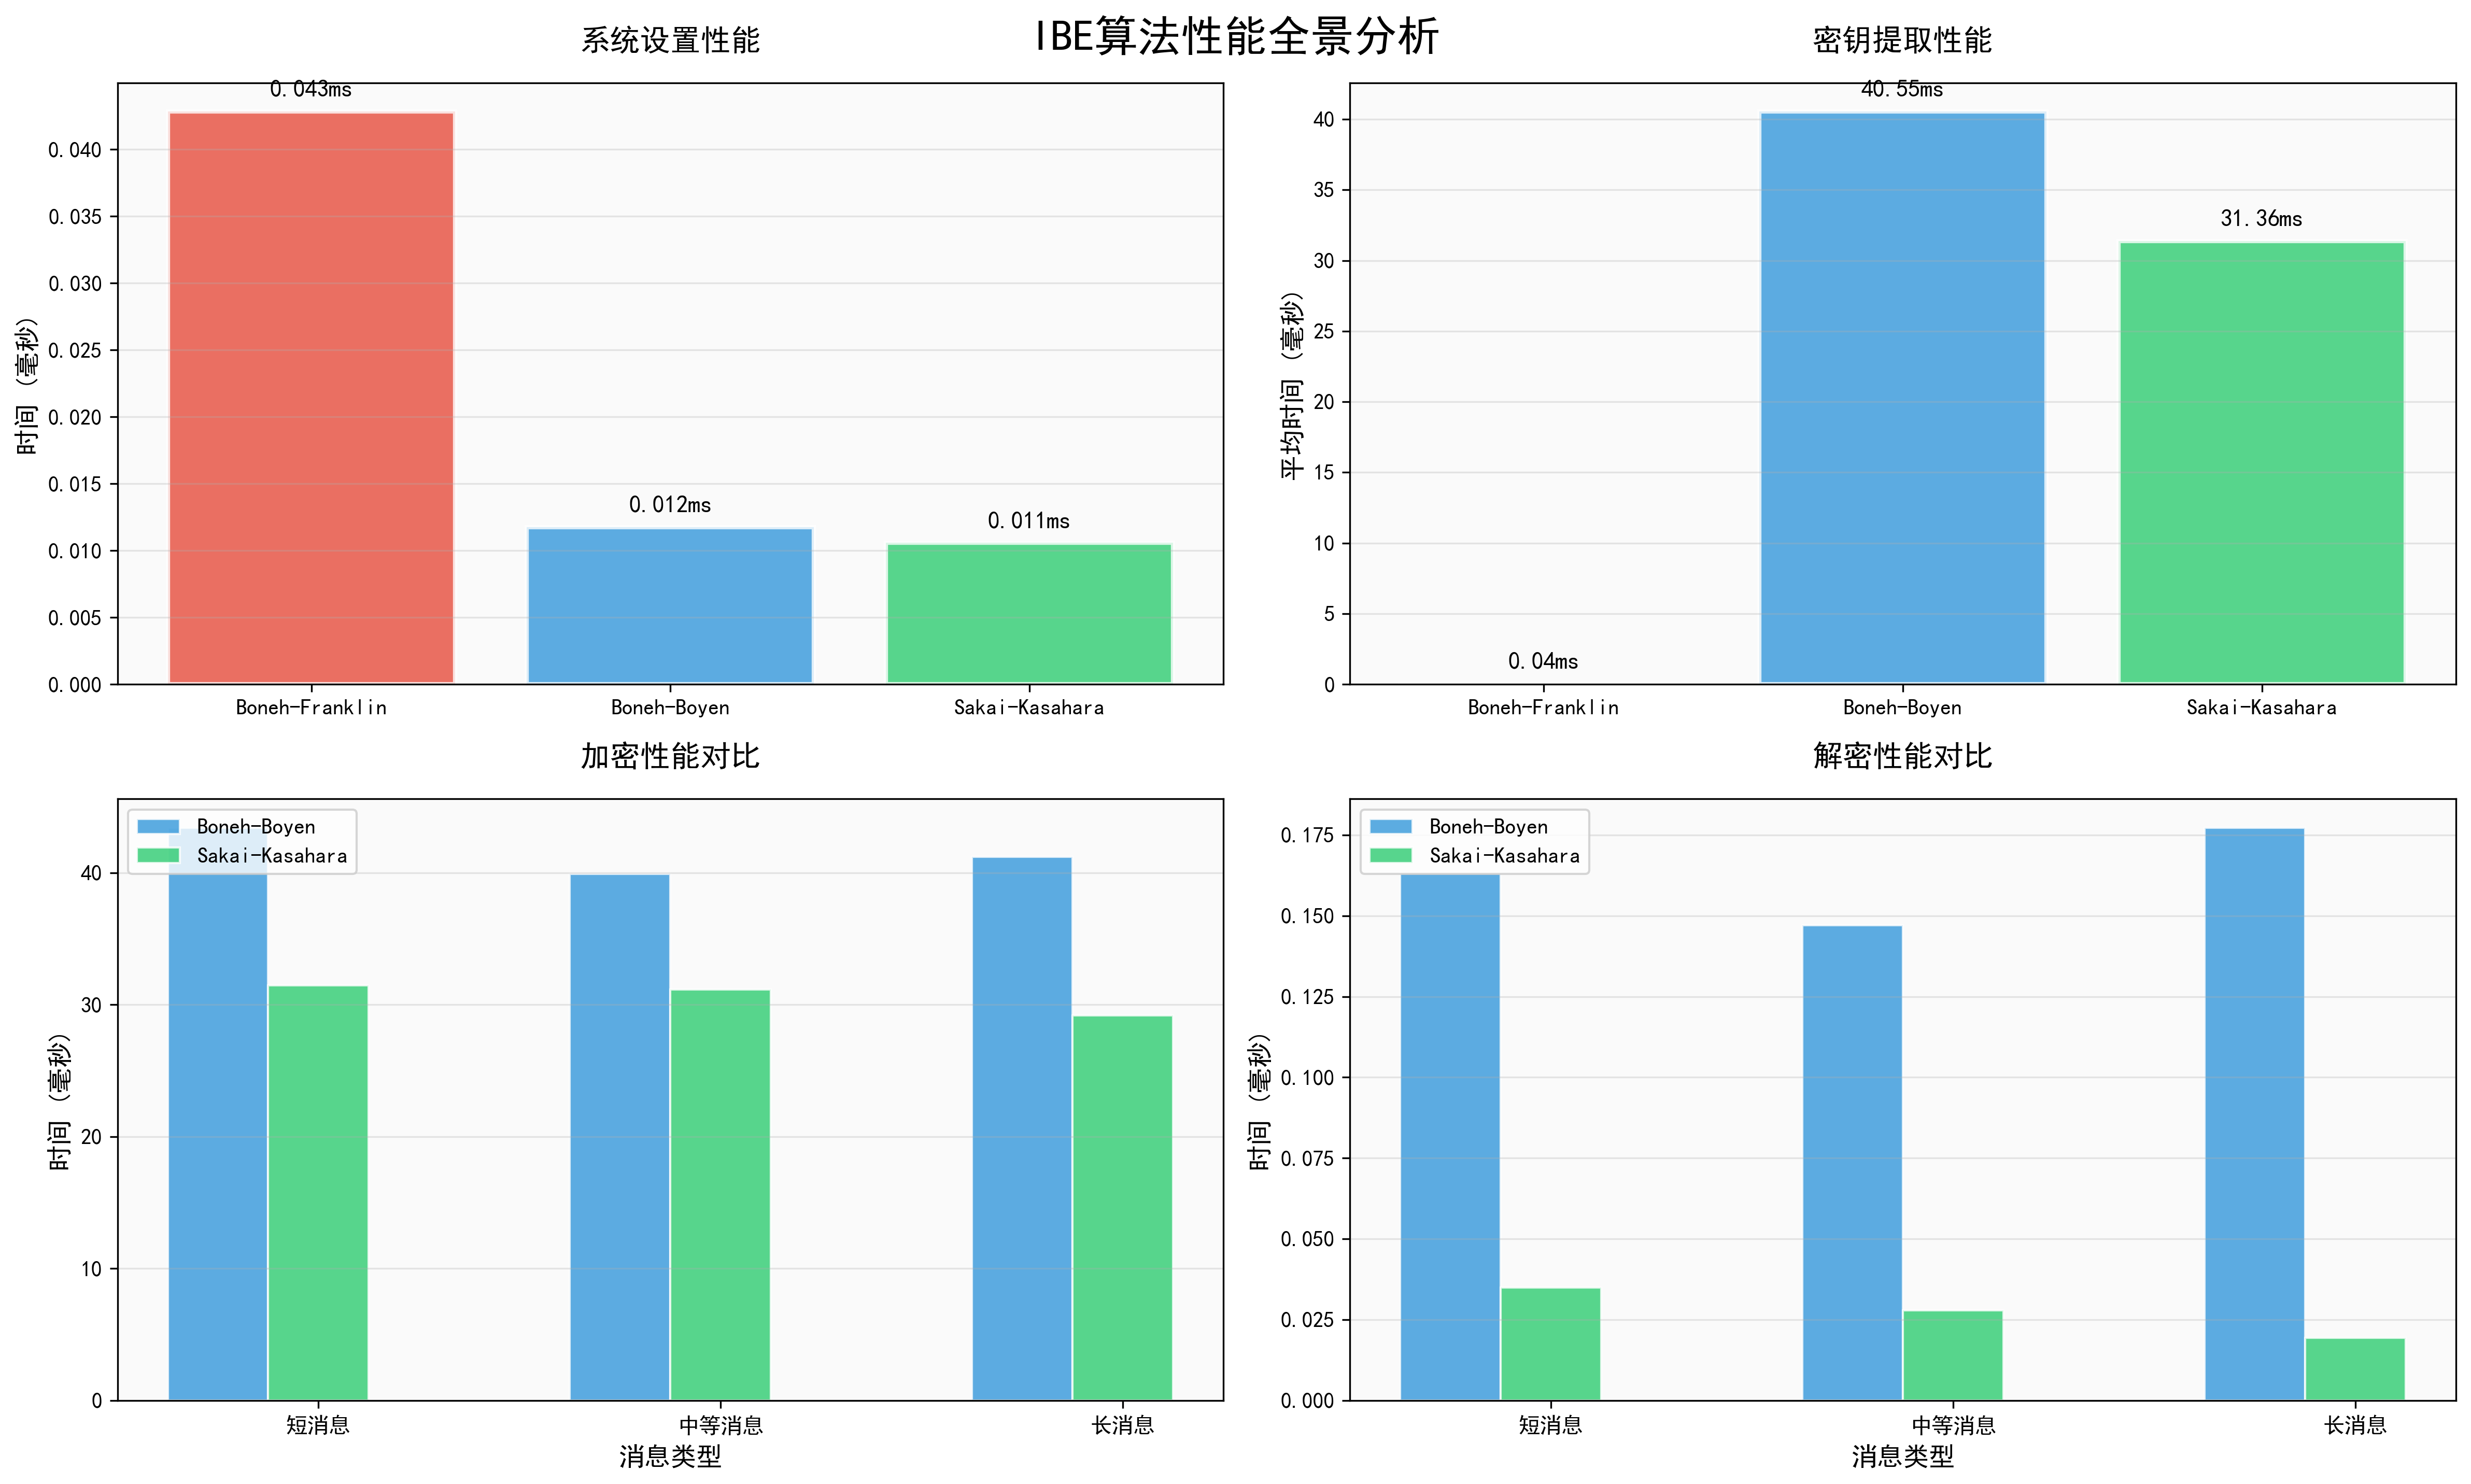 IBE算法性能全景分析
系统设置性能
时间 (毫秒)
0.040
0.035
0.030
0.025
0.020
0.015
0.010
0.005
0.000
0.043ms
0.012ms
0.011ms
Boneh-Franklin
Boneh-Boyen
Sakai-Kasahara
密钥提取性能
平均时间 (毫秒)
40
35
30
25
20
15
10
5
0
0.04ms
40.55ms
31.36ms
Boneh-Franklin
Boneh-Boyen
Sakai-Kasahara
加密性能对比
Boneh-Boyen
Sakai-Kasahara
时间 (毫秒)
40
30
20
10
0
短消息
中等消息
长消息
消息类型
解密性能对比
Boneh-Boyen
Sakai-Kasahara
时间 (毫秒)
0.175
0.150
0.125
0.100
0.075
0.050
0.025
0.000
短消息
中等消息
长消息
消息类型